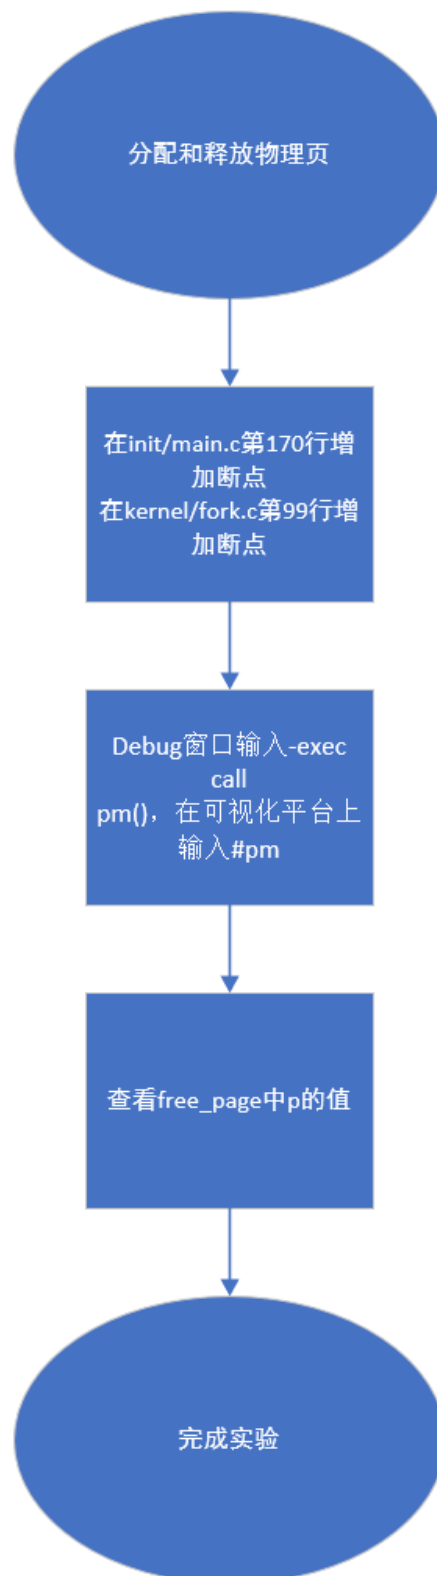 分配和释放物理页
在init/main.c第170行增
加断点
在kernel/fork.c第99行增
加断点
Debug窗口输入-exec
call
pm()，在可视化平台上
输入#pm
查看free_page中p的值
完成实验